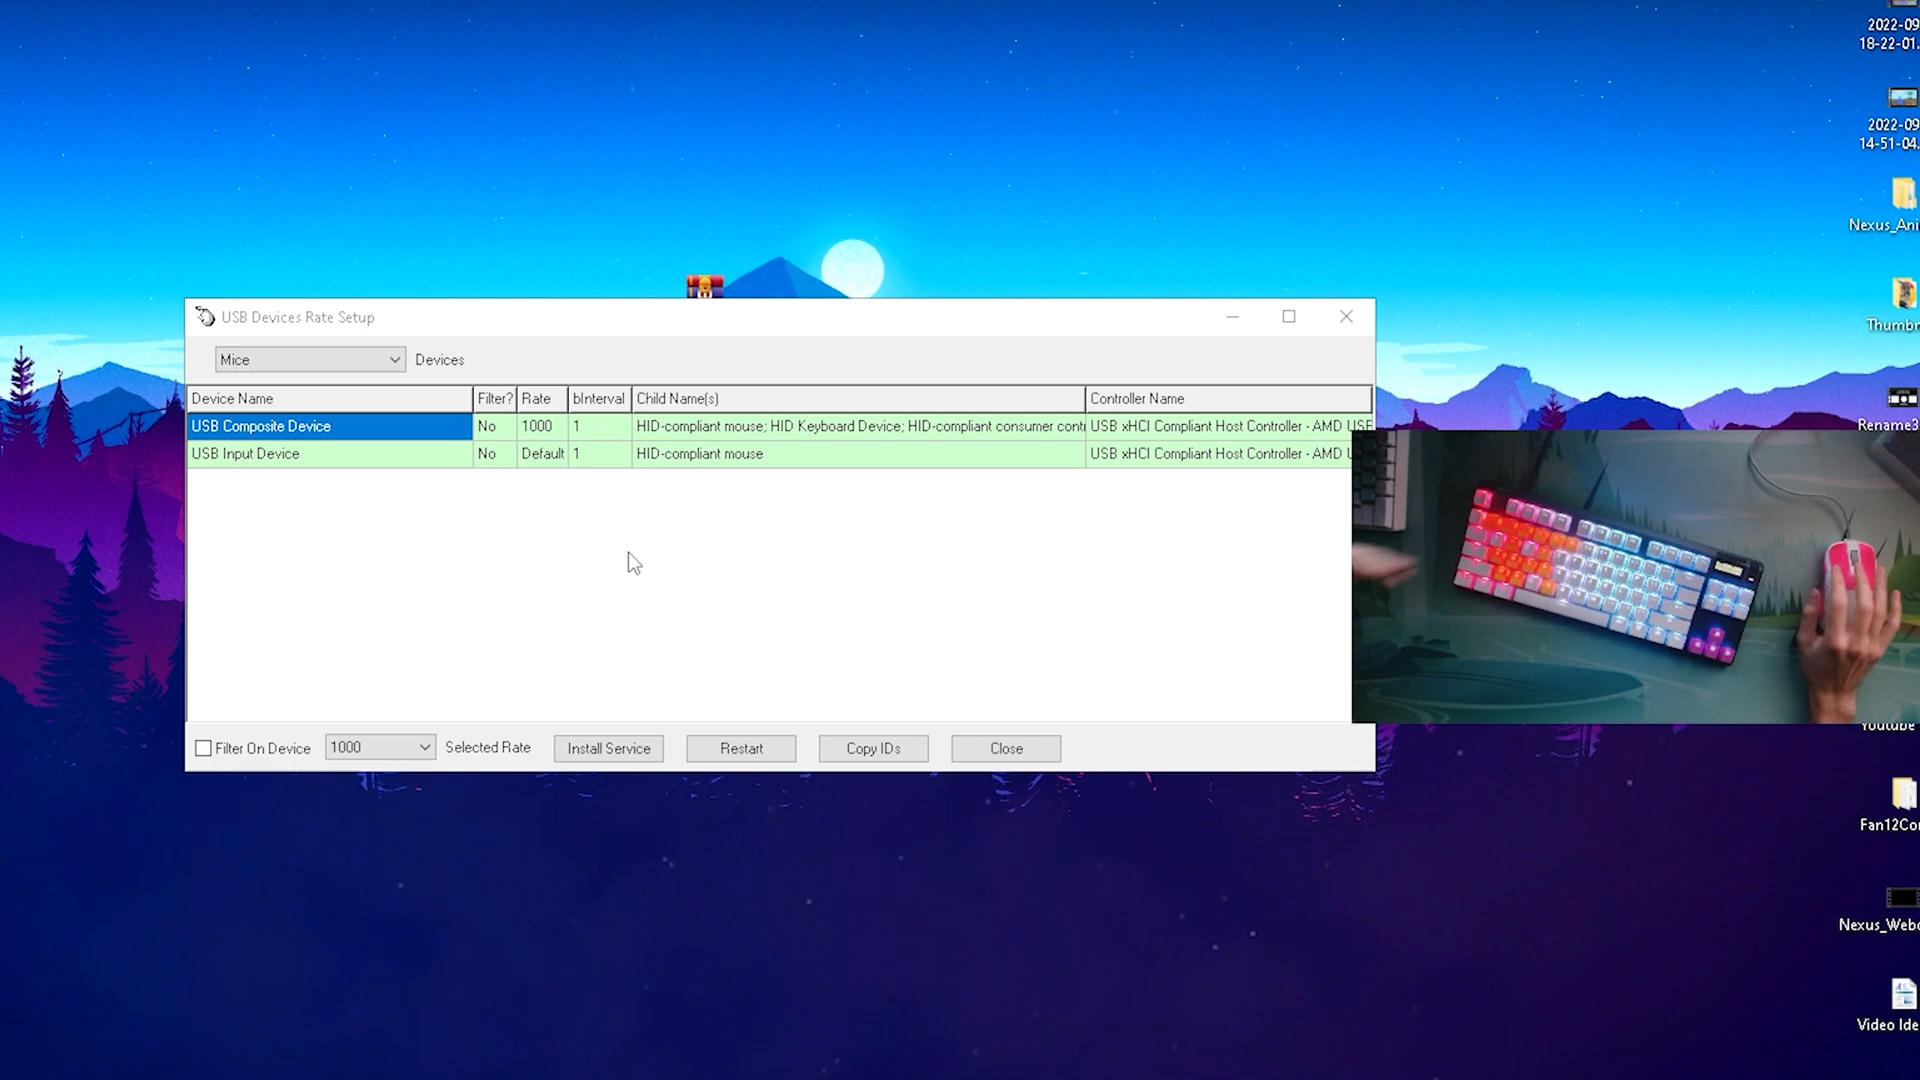 2022-09
18-22-01.
2022-09
14-51-04.
Nexus_Ani
Thumbr
Rename3
USB Devices Rate Setup
Mice Devices
Device Name Filter? Rate bInterval Child Name(s) Controller Name
USB Composite Device No 1000 1 HID-compliant mouse; HID Keyboard Device; HID-compliant consumer contr USB xHCI Compliant Host Controller - AMD USE
USB Input Device No Default 1 HID-compliant mouse USB xHCI Compliant Host Controller - AMD U
Filter On Device 1000 Selected Rate Install Service Restart Copy IDs Close
Youtube
Fan12Cor
Nexus_Webc
Video Ide